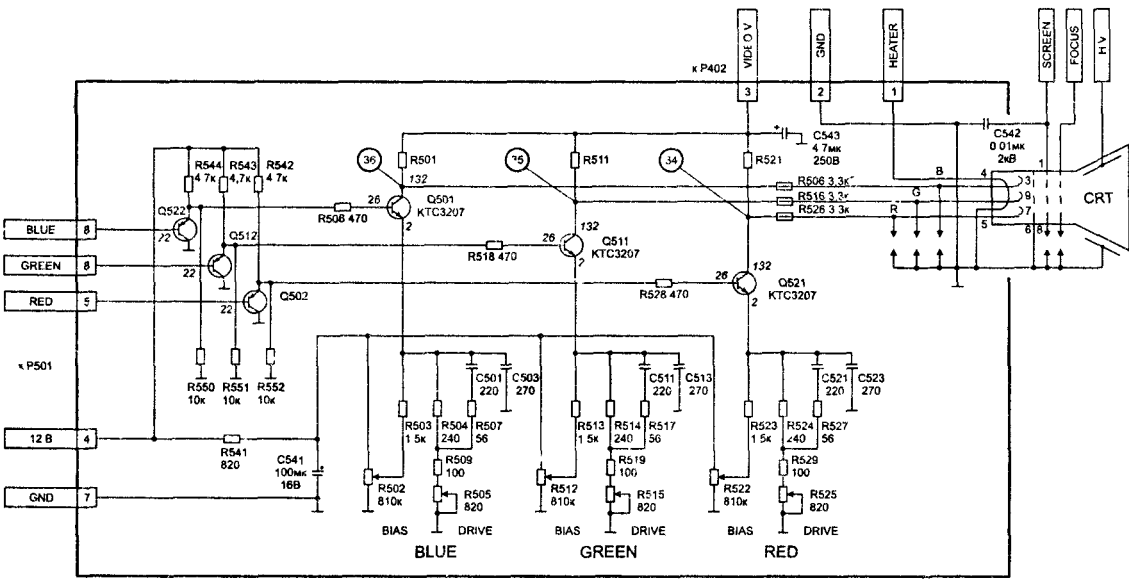 VIDEO V
GND
HEATER
SCREEN
FOCUS
H V
к P402
3
2
1
C543
4 7мк
250В
C542
0 01мк
2кВ
R544
4 7к
R543
4,7к
R542
4 7к
36
R501
132
35
R511
34
R521
R506 3.3к
R516 3.3к
R526 3.3к
B
G
R
1
4
3
9
7
5
6
8
CRT
Q522
26
Q501
KTC3207
R508 470
BLUE
8
22
2
Q512
132
26
Q511
KTC3207
R518 470
GREEN
8
22
2
132
26
Q521
KTC3207
R528 470
RED
5
22
Q502
2
к P501
R550
10к
R551
10к
R552
10к
C501
220
C503
270
C511
220
C513
270
C521
220
C523
270
R503
1 5к
R504
240
R507
56
R513
1 5к
R514
240
R517
56
R523
1 5к
R524
240
R527
56
12 В
4
R541
820
C541
100мк
16В
GND
7
R509
100
R519
100
R529
100
R502
810к
R505
820
R512
810к
R515
820
R522
810к
R525
820
BIAS
DRIVE
BIAS
DRIVE
BIAS
DRIVE
BLUE
GREEN
RED